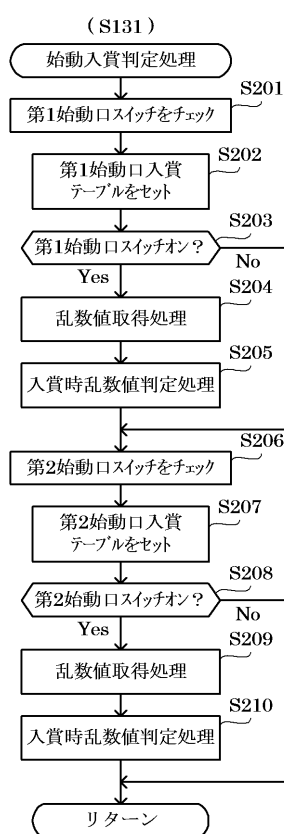 (S131)
始動入賞判定処理
S201
第1始動口スイッチをチェック
S202
第1始動口入賞
テーブルをセット
S203
第1始動口スイッチオン？
No
Yes
S204
乱数値取得処理
S205
入賞時乱数値判定処理
S206
第2始動口スイッチをチェック
S207
第2始動口入賞
テーブルをセット
S208
第2始動口スイッチオン？
No
Yes
S209
乱数値取得処理
S210
入賞時乱数値判定処理
リターン